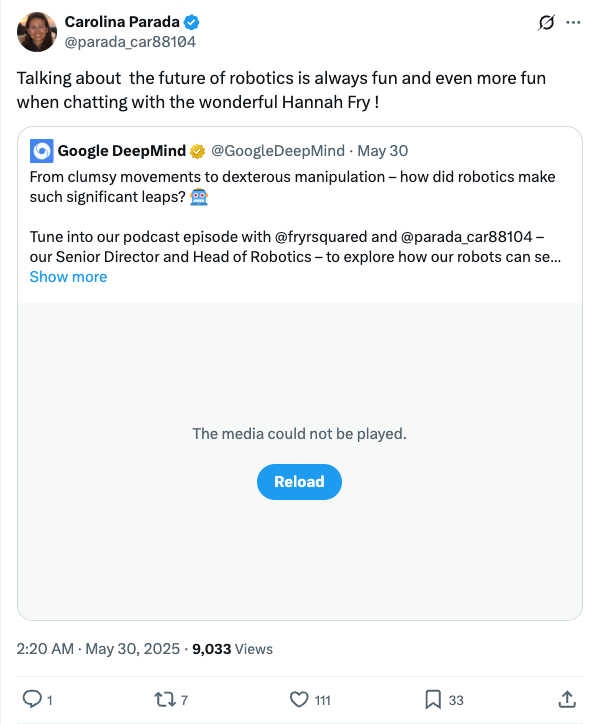 Carolina Parada
@parada_car88104
Talking about  the future of robotics is always fun and even more fun
when chatting with the wonderful Hannah Fry !
Google DeepMind @GoogleDeepMind · May 30
From clumsy movements to dexterous manipulation – how did robotics make
such significant leaps? 🤖
Tune into our podcast episode with @fryrsquared and @parada_car88104 –
our Senior Director and Head of Robotics – to explore how our robots can se...
Show more
The media could not be played.
Reload
2:20 AM · May 30, 2025 · 9,033 Views
1 7 111 33